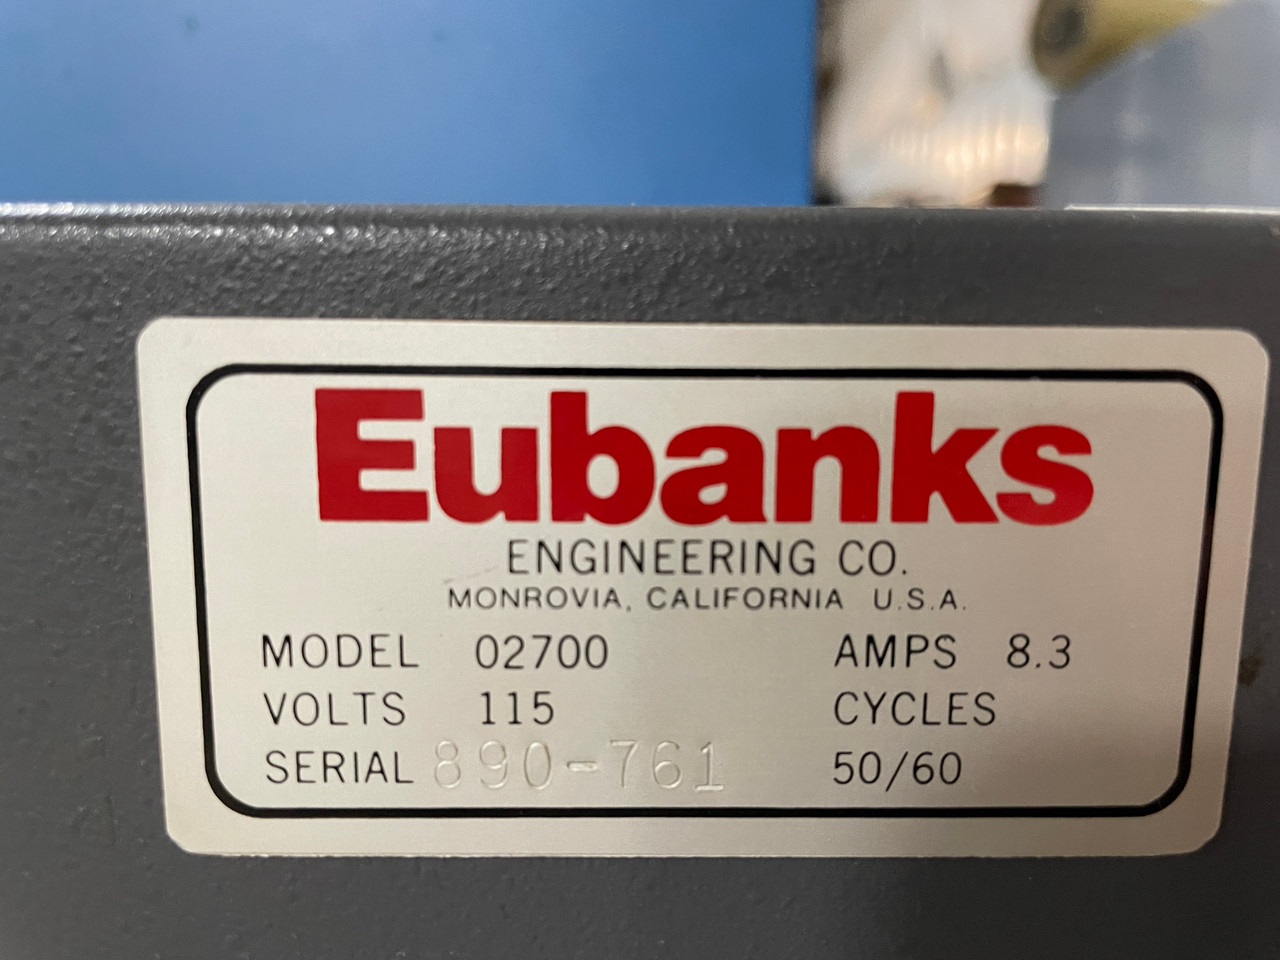 Eubanks
ENGINEERING CO.
MONROVIA, CALIFORNIA U.S.A.
MODEL 02700 AMPS 8.3
VOLTS 115 CYCLES
SERIAL 890-761 50/60